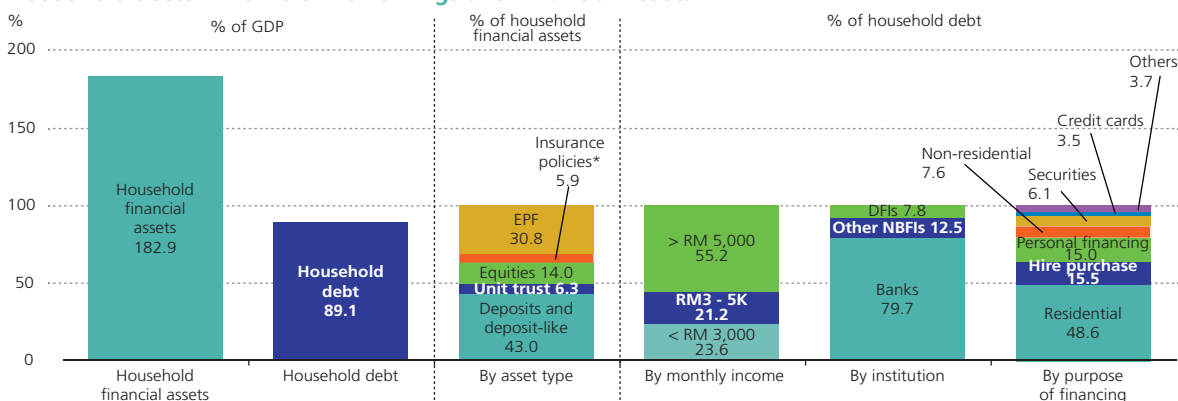 %
% of GDP
% of household
financial assets
% of household debt
200
150
100
50
0
Household
financial
assets
182.9
Household
debt
89.1
Insurance
policies*
5.9
EPF
30.8
Equities 14.0
Unit trust 6.3
Deposits and
deposit-like
43.0
> RM 5,000
55.2
RM3 - 5K
21.2
< RM 3,000
23.6
DFIs 7.8
Other NBFIs 12.5
Banks
79.7
Others
3.7
Credit cards
3.5
Non-residential
7.6
Securities
6.1
Personal financing
15.0
Hire purchase
15.5
Residential
48.6
Household
financial assets
Household debt
By asset type
By monthly income
By institution
By purpose
of financing